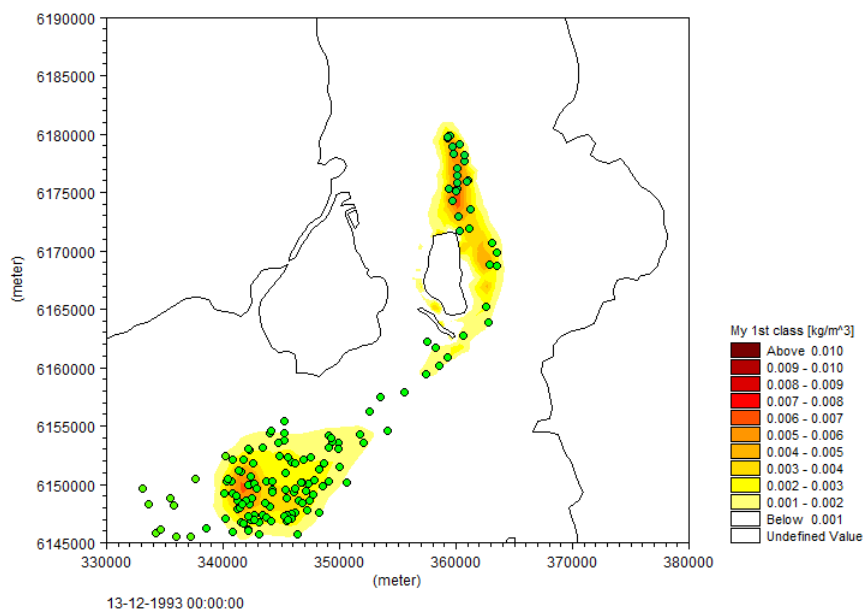 6190000
6185000
6180000
6175000
6170000
6165000
6160000
6155000
6150000
6145000
(meter)
330000 340000 350000 360000 370000 380000
(meter)
13-12-1993 00:00:00
My 1st class [kg/m^3]
Above 0.010
0.009 - 0.010
0.008 - 0.009
0.007 - 0.008
0.006 - 0.007
0.005 - 0.006
0.004 - 0.005
0.003 - 0.004
0.002 - 0.003
0.001 - 0.002
Below 0.001
Undefined Value